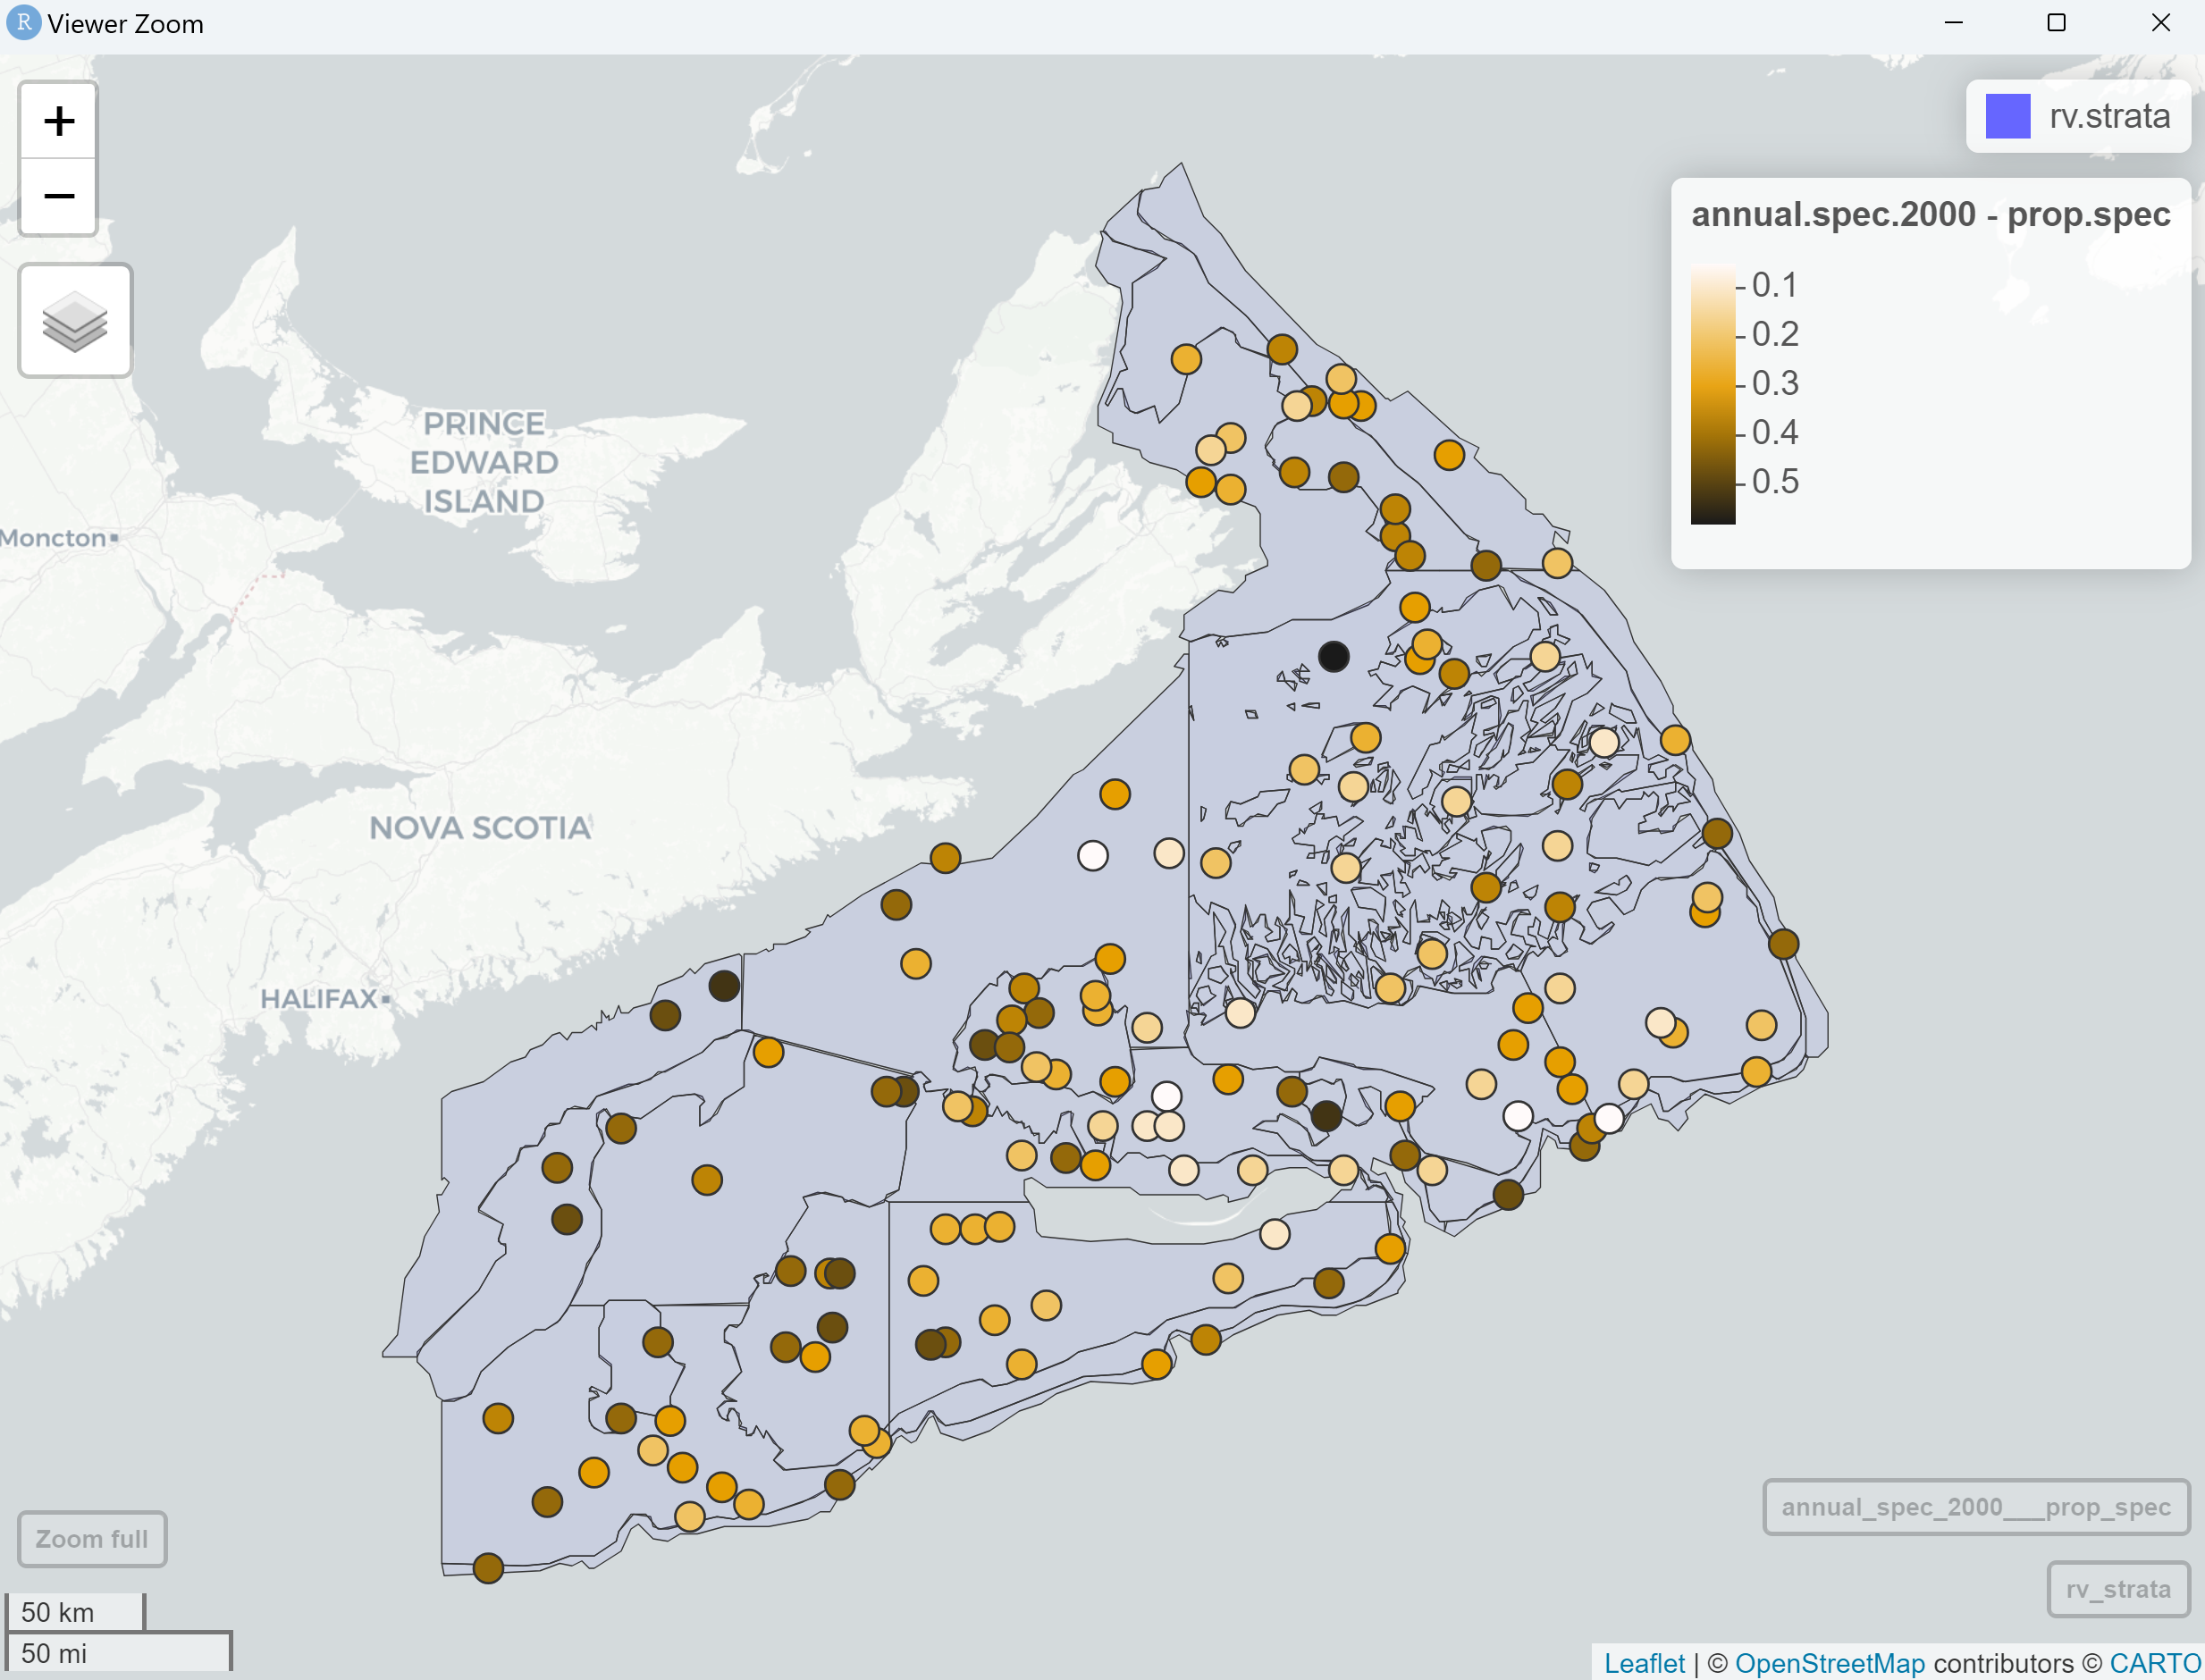 R Viewer Zoom
+
−
rv.strata
annual.spec.2000 - prop.spec
0.1
0.2
0.3
0.4
0.5
PRINCE
EDWARD
ISLAND
Moncton
NOVA SCOTIA
HALIFAX
Zoom full
annual_spec_2000___prop_spec
rv_strata
50 km
50 mi
Leaflet | © OpenStreetMap contributors © CARTO